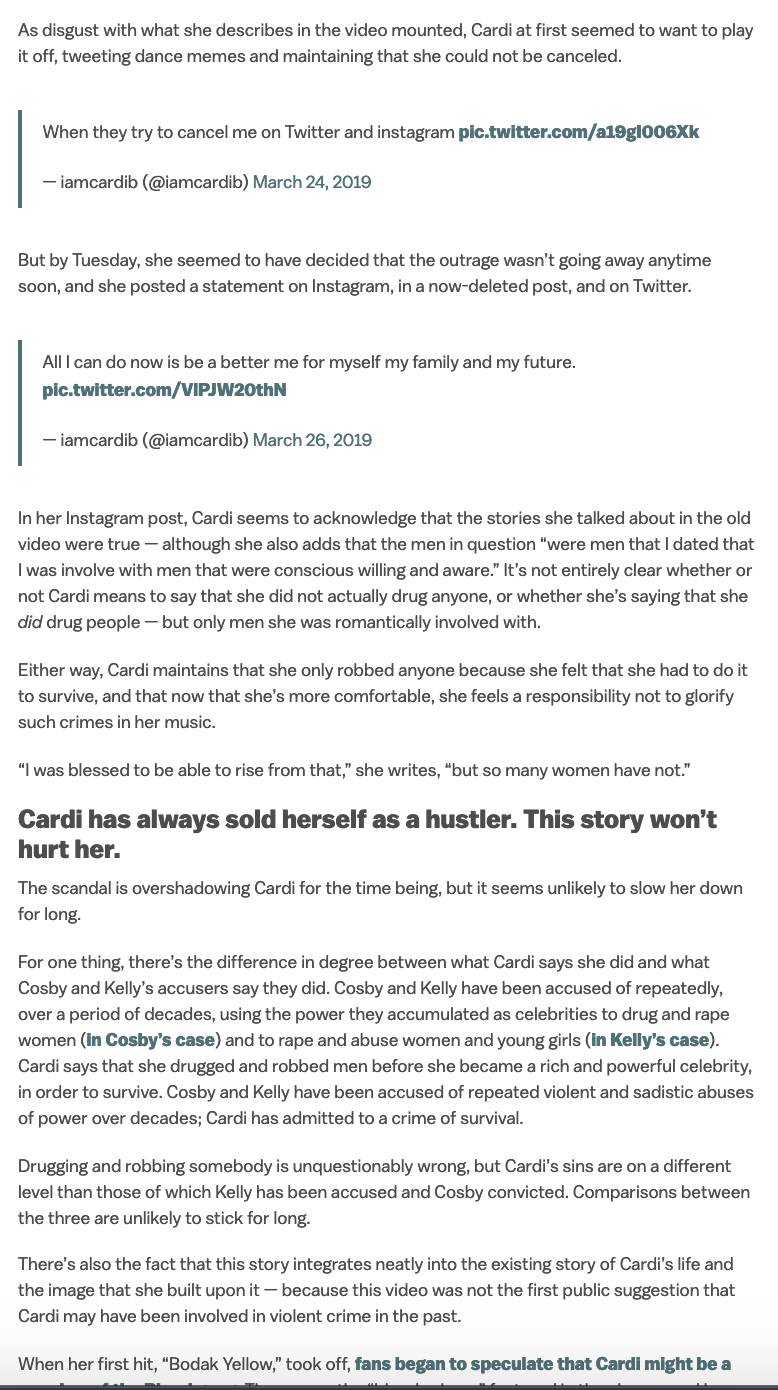 As disgust with what she describes in the video mounted, Cardi at first seemed to want to play
it off, tweeting dance memes and maintaining that she could not be canceled.
When they try to cancel me on Twitter and instagram pic.twitter.com/a19gI006Xk
— iamcardib (@iamcardib) March 24, 2019
But by Tuesday, she seemed to have decided that the outrage wasn’t going away anytime
soon, and she posted a statement on Instagram, in a now-deleted post, and on Twitter.
All I can do now is be a better me for myself my family and my future.
pic.twitter.com/VlPJW20thN
— iamcardib (@iamcardib) March 26, 2019
In her Instagram post, Cardi seems to acknowledge that the stories she talked about in the old
video were true — although she also adds that the men in question “were men that I dated that
I was involve with men that were conscious willing and aware.” It’s not entirely clear whether or
not Cardi means to say that she did not actually drug anyone, or whether she’s saying that she
did drug people — but only men she was romantically involved with.
Either way, Cardi maintains that she only robbed anyone because she felt that she had to do it
to survive, and that now that she’s more comfortable, she feels a responsibility not to glorify
such crimes in her music.
“I was blessed to be able to rise from that,” she writes, “but so many women have not.”
Cardi has always sold herself as a hustler. This story won’t
hurt her.
The scandal is overshadowing Cardi for the time being, but it seems unlikely to slow her down
for long.
For one thing, there’s the difference in degree between what Cardi says she did and what
Cosby and Kelly’s accusers say they did. Cosby and Kelly have been accused of repeatedly,
over a period of decades, using the power they accumulated as celebrities to drug and rape
women (in Cosby’s case) and to rape and abuse women and young girls (in Kelly’s case).
Cardi says that she drugged and robbed men before she became a rich and powerful celebrity,
in order to survive. Cosby and Kelly have been accused of repeated violent and sadistic abuses
of power over decades; Cardi has admitted to a crime of survival.
Drugging and robbing somebody is unquestionably wrong, but Cardi’s sins are on a different
level than those of which Kelly has been accused and Cosby convicted. Comparisons between
the three are unlikely to stick for long.
There’s also the fact that this story integrates neatly into the existing story of Cardi’s life and
the image that she built upon it — because this video was not the first public suggestion that
Cardi may have been involved in violent crime in the past.
When her first hit, “Bodak Yellow,” took off, fans began to speculate that Cardi might be a